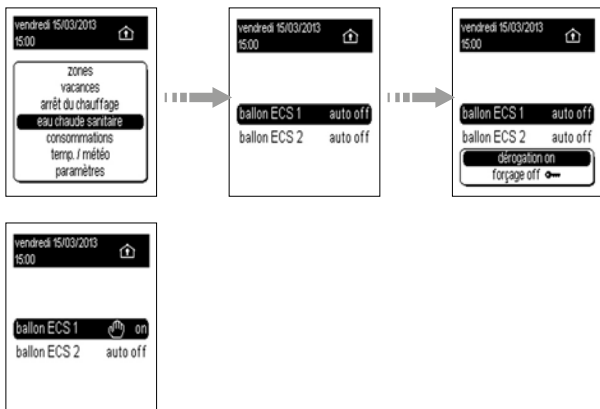 vendredi 15/03/2013
15:00
zones
vacances
arrêt du chauffage
eau chaude sanitaire
consommations
temp. / météo
paramètres
vendredi 15/03/2013
15:00
ballon ECS 1 auto off
ballon ECS 2 auto off
vendredi 15/03/2013
15:00
ballon ECS 1 auto off
ballon ECS 2 auto off
dérogation on
forçage off
vendredi 15/03/2013
15:00
ballon ECS 1 on
ballon ECS 2 auto off